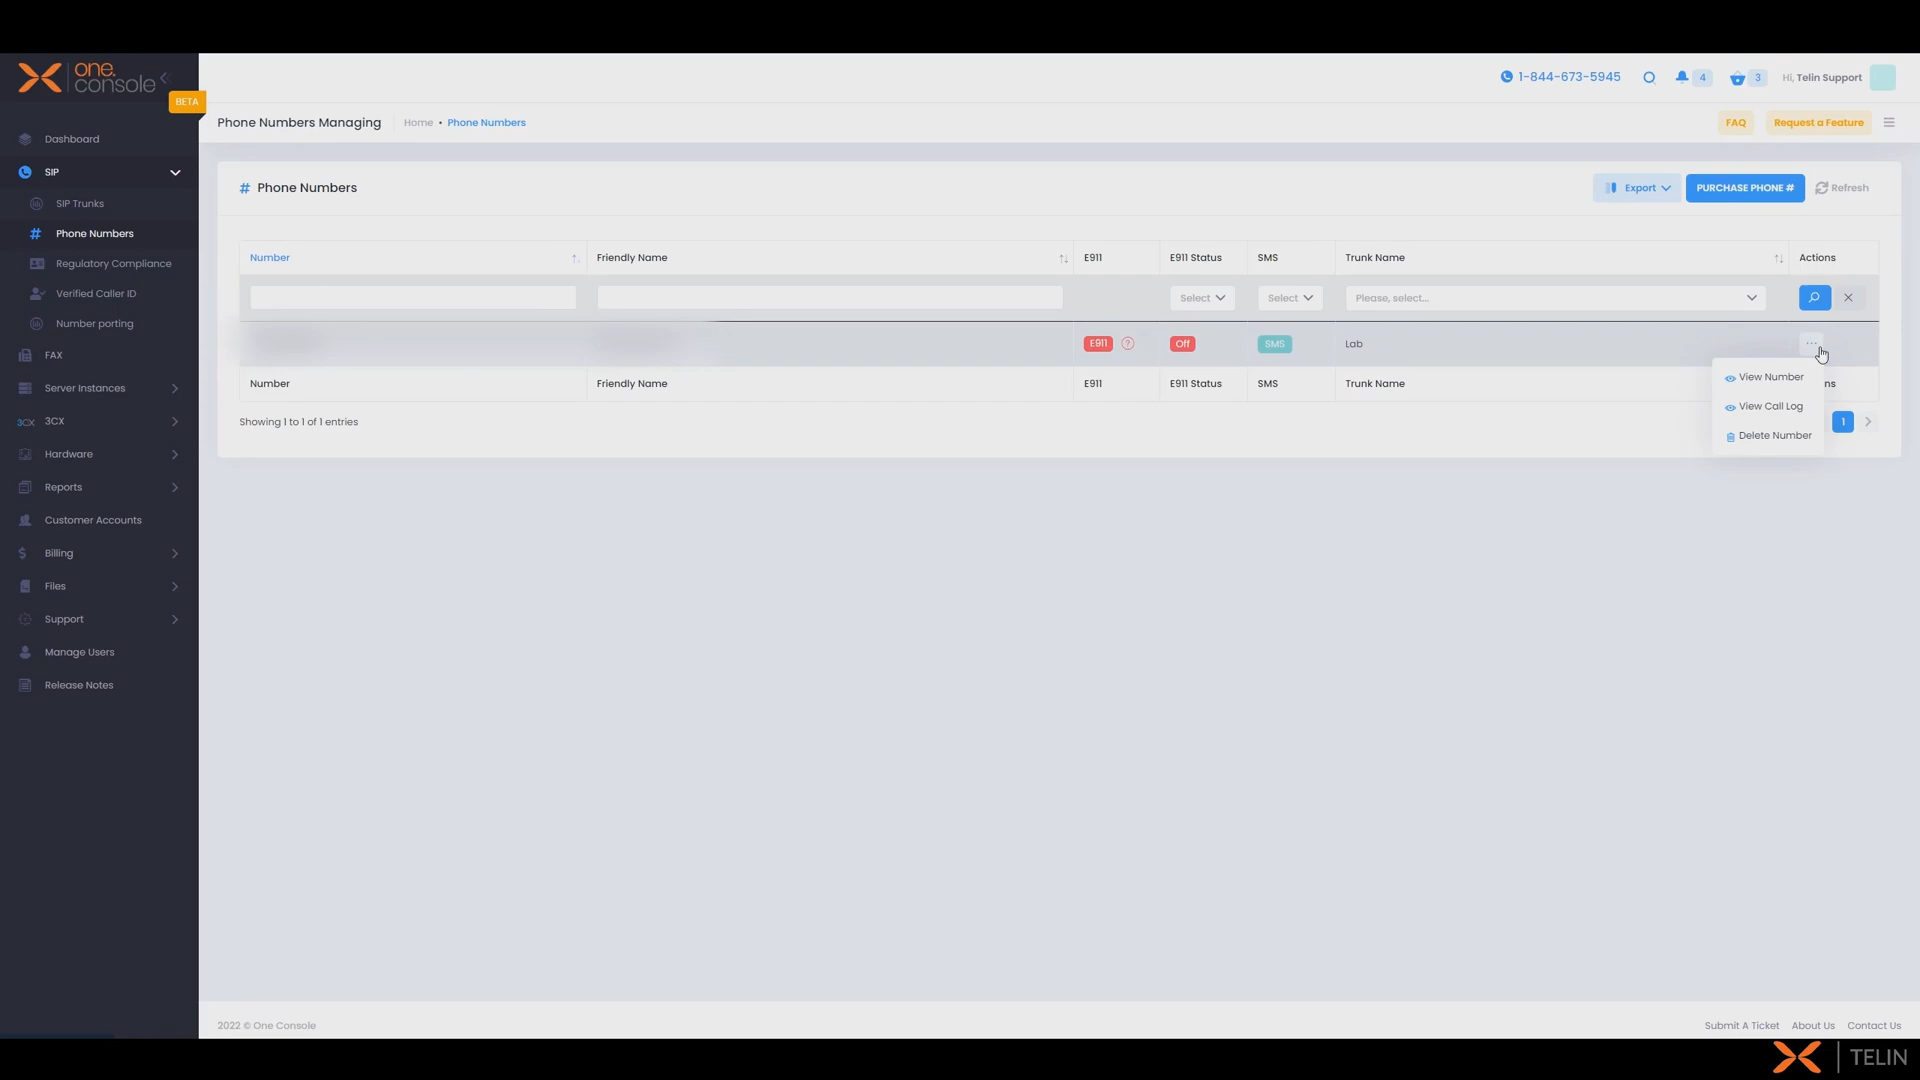 one.
console
BETA
1-844-673-5945
4
3
Hi, Telin Support
Phone Numbers Managing
Home • Phone Numbers
FAQ
Request a Feature
Dashboard
SIP
SIP Trunks
# Phone Numbers
Regulatory Compliance
Verified Caller ID
Number porting
FAX
Server Instances
3CX 3CX
Hardware
Reports
Customer Accounts
$ Billing
Files
Support
Manage Users
Release Notes
# Phone Numbers
Export
PURCHASE PHONE #
Refresh
Number Friendly Name E911 E911 Status SMS Trunk Name Actions
Select Select Please, select...
E911 ? Off SMS Lab ...
Number Friendly Name E911 E911 Status SMS Trunk Name
View Number
View Call Log
Delete Number
Showing 1 to 1 of 1 entries
1
2022 © One Console
Submit A Ticket About Us Contact Us
TELIN